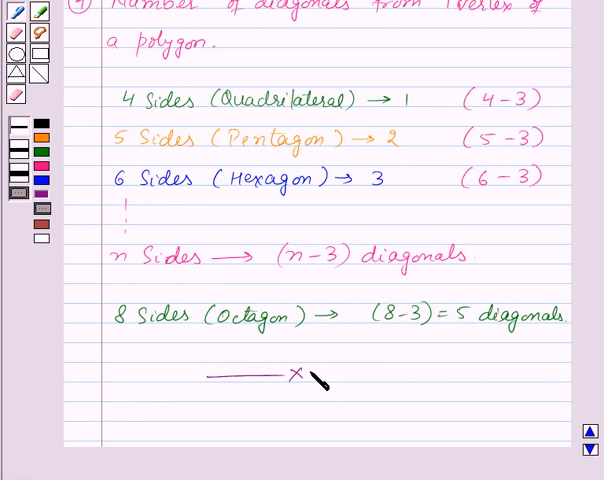 ④ Number of diagonals from 1 vertex of
a polygon.
4 Sides (Quadrilateral) → 1 (4-3)
5 Sides (Pentagon) → 2 (5-3)
6 Sides (Hexagon) → 3 (6-3)
n Sides → (n-3) diagonals.
8 Sides (Octagon) → (8-3) = 5 diagonals.